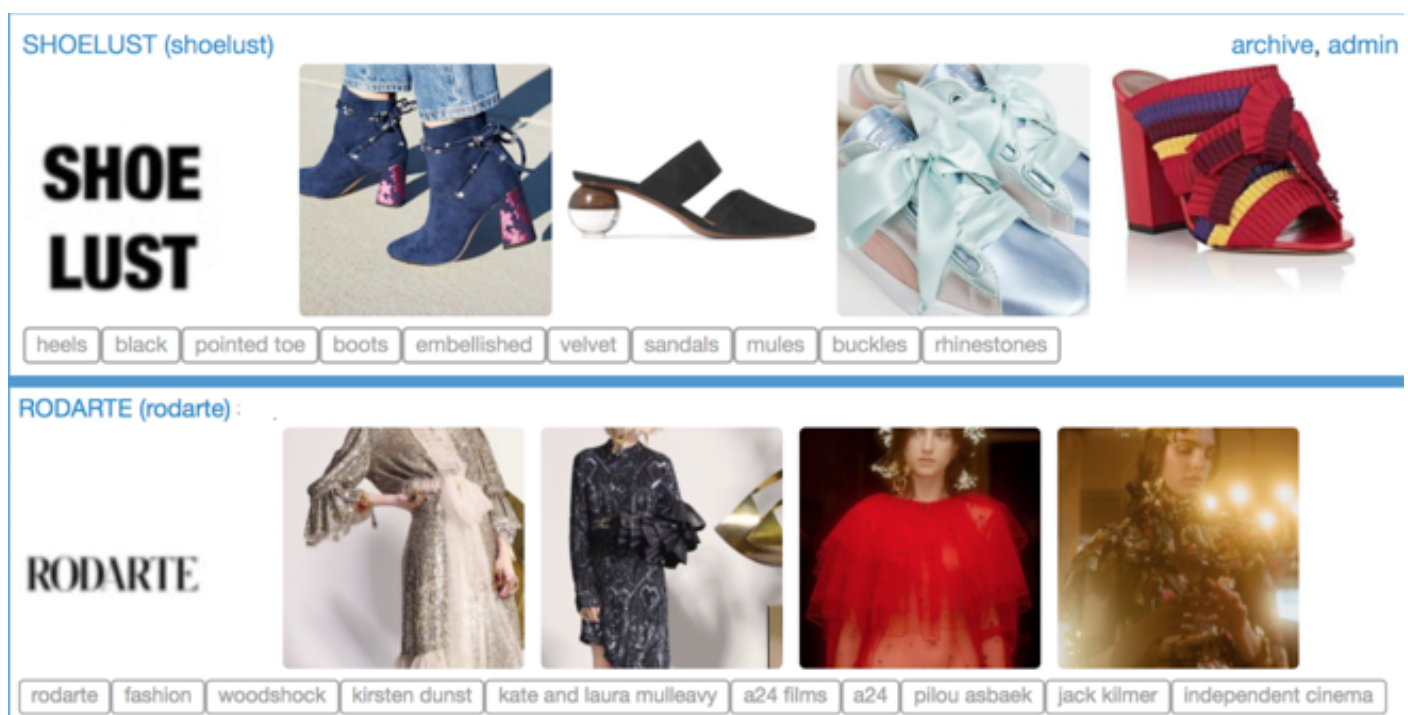 SHOELUST (shoelust) archive, admin
SHOE
LUST
heels black pointed toe boots embellished velvet sandals mules buckles rhinestones
RODARTE (rodarte)
RODARTE
rodarte fashion woodshock kirsten dunst kate and laura mulleavy a24 films a24 pilou asbaek jack kilmer independent cinema